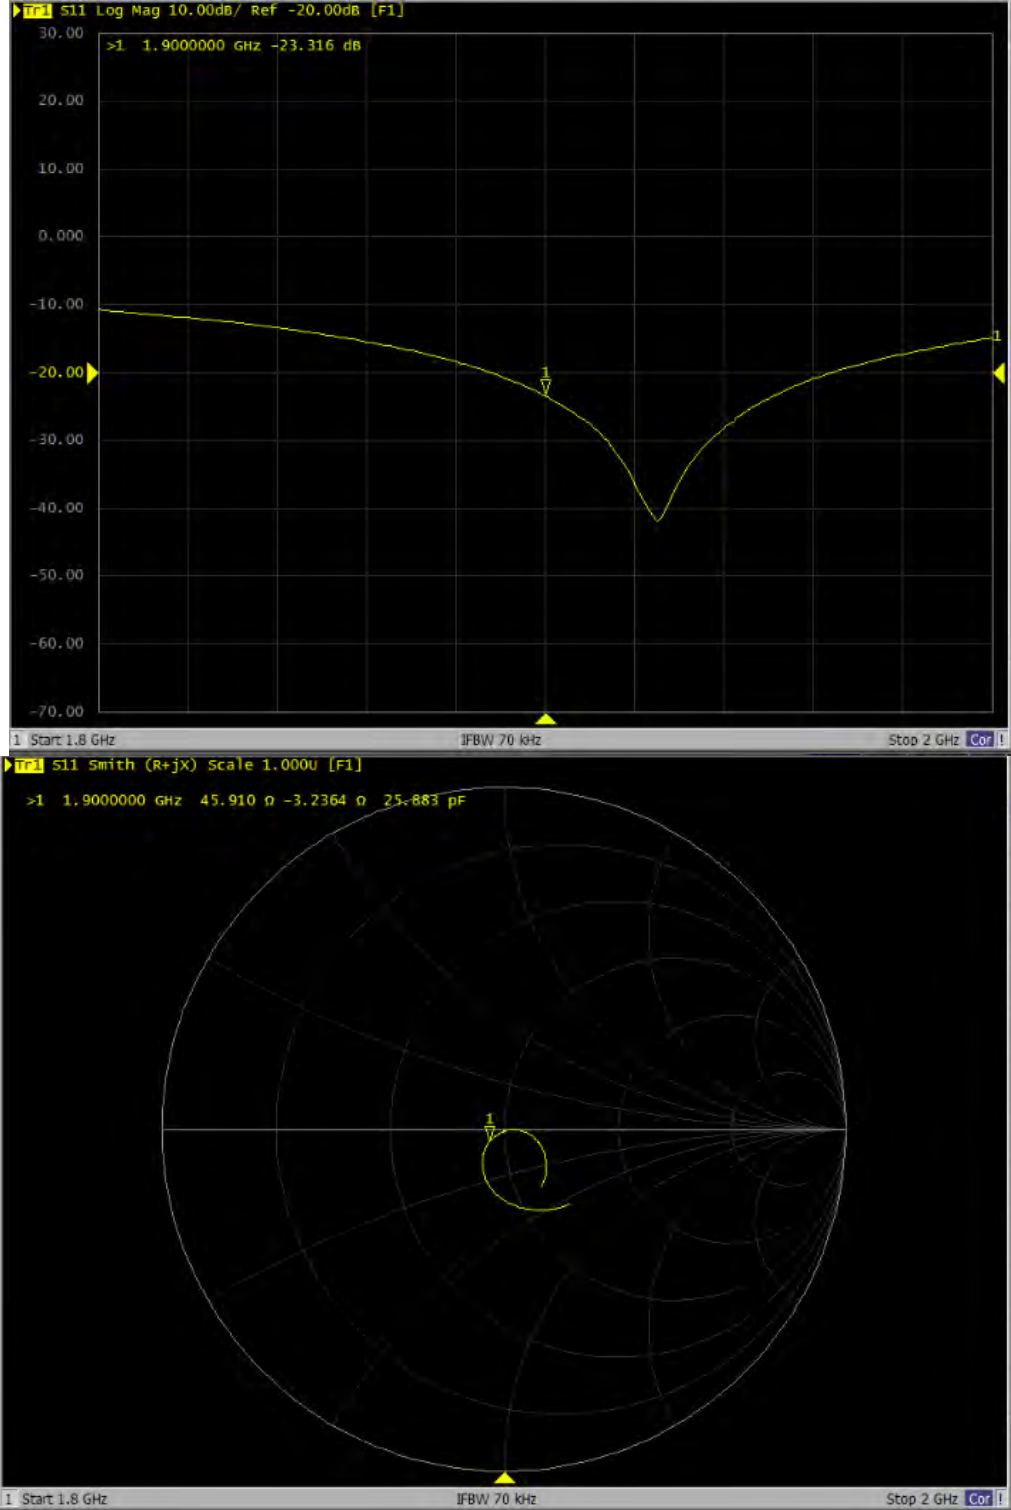 Tr1 S11 Log Mag 10.00dB/ Ref -20.00dB [F1]
30.00
>1 1.9000000 GHz -23.316 dB
20.00
10.00
0.000
-10.00
1
-20.00
1
-30.00
-40.00
-50.00
-60.00
-70.00
1 Start 1.8 GHz IFBW 70 kHz Stop 2 GHz Cor !
Tr1 S11 Smith (R+jX) Scale 1.000U [F1]
>1 1.9000000 GHz 45.910 Ω -3.2364 Ω 25.883 pF
1
1 Start 1.8 GHz IFBW 70 kHz Stop 2 GHz Cor !